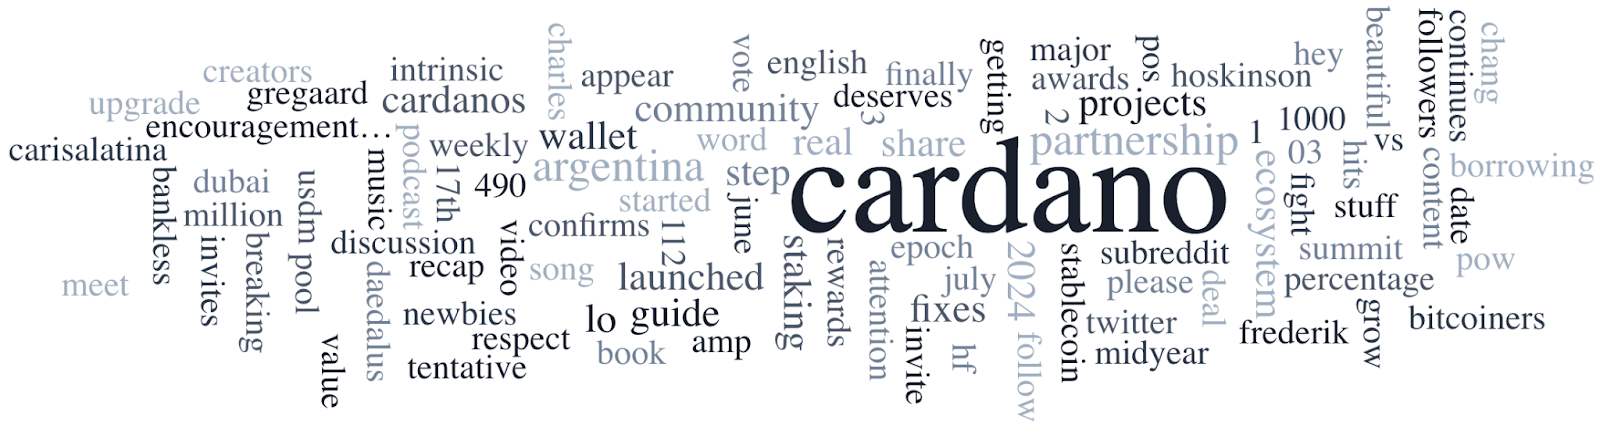 creators
upgrade
gregaard
intrinsic
cardanos
encouragement…
carisalatina
charles
appear
vote
english
finally
getting
major
awards
pos
hoskinson
hey
beautiful
followers
continues
chang
community
deserves
3
2
projects
1000
1
vs
podcast
weekly
wallet
word
real
share
partnership
03
hits
content
borrowing
music
17th
490
argentina
step
cardano
ecosystem
fight
stuff
date
bankless
dubai
million
usdm
started
june
confirms
112
video
discussion
recap
song
launched
staking
rewards
epoch
attention
july
fixes
2024
stablecoin
subreddit
please
deal
summit
percentage
pow
meet
invites
breaking
pool
daedalus
newbies
respect
tentative
lo
guide
book
amp
invite
hf
follow
twitter
midyear
frederik
grow
bitcoiners
value